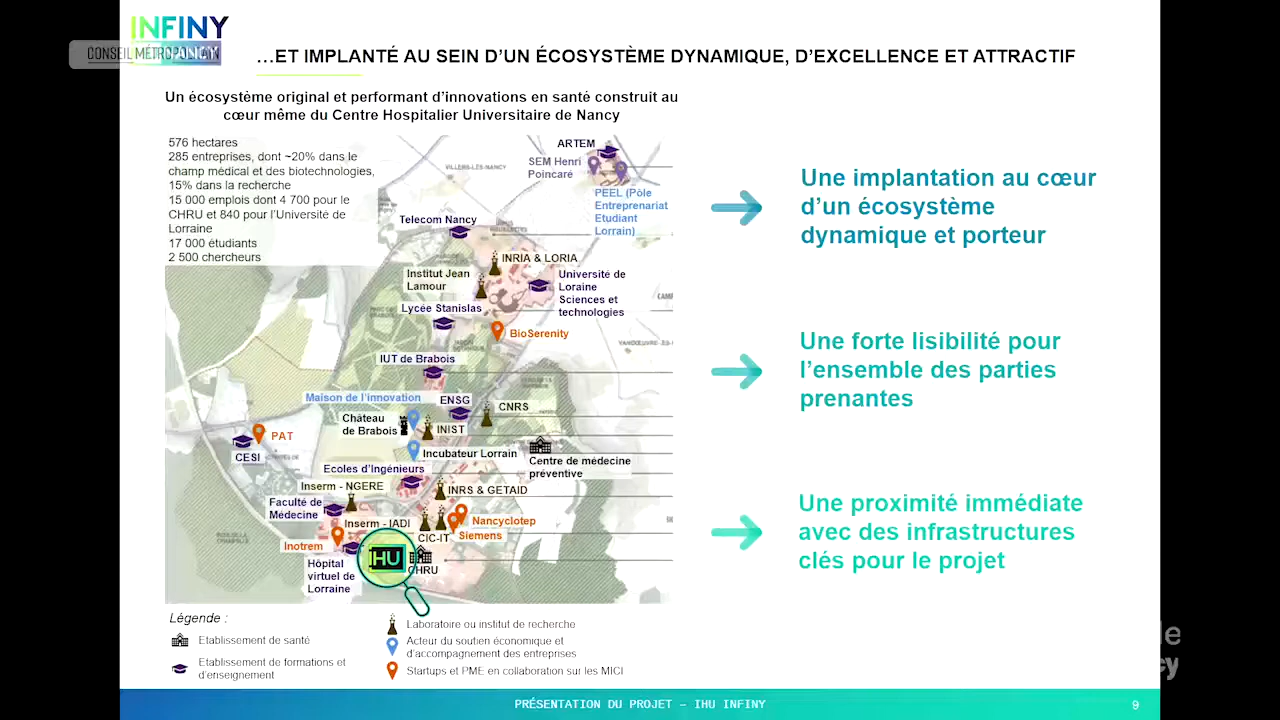 INFINY
CONSEIL MÉTROPOLITAIN
…ET IMPLANTÉ AU SEIN D’UN ÉCOSYSTÈME DYNAMIQUE, D’EXCELLENCE ET ATTRACTIF
Un écosystème original et performant d’innovations en santé construit au
cœur même du Centre Hospitalier Universitaire de Nancy
576 hectares
285 entreprises, dont ~20% dans le
champ médical et des biotechnologies,
15% dans la recherche
15 000 emplois dont 4 700 pour le
CHRU et 840 pour l’Université de
Lorraine
17 000 étudiants
2 500 chercheurs
ARTEM
SEM Henri
Poincaré
VILLERS-LÈS-NANCY
PEEL (Pôle
Entreprenariat
Etudiant
Lorrain)
Telecom Nancy
INRIA & LORIA
Institut Jean
Lamour
Université de
Loraine
Sciences et
technologies
Lycée Stanislas
BioSerenity
IUT de Brabois
Maison de l’innovation
ENSG
CNRS
Château
de Brabois
INIST
PAT
CESI
Incubateur Lorrain
Centre de médecine
préventive
Ecoles d’Ingénieurs
Inserm - NGERE
INRS & GETAID
Faculté de
Médecine
Inserm - IADI
Nancyclotep
CIC-IT
Siemens
Inotrem
IHU
CHRU
Hôpital
virtuel de
Lorraine
Une implantation au cœur
d’un écosystème
dynamique et porteur
Une forte lisibilité pour
l’ensemble des parties
prenantes
Une proximité immédiate
avec des infrastructures
clés pour le projet
Légende :
Etablissement de santé
Etablissement de formations et
d’enseignement
Laboratoire ou institut de recherche
Acteur du soutien économique et
d’accompagnement des entreprises
Startups et PME en collaboration sur les MICI
PRÉSENTATION DU PROJET – IHU INFINY
9